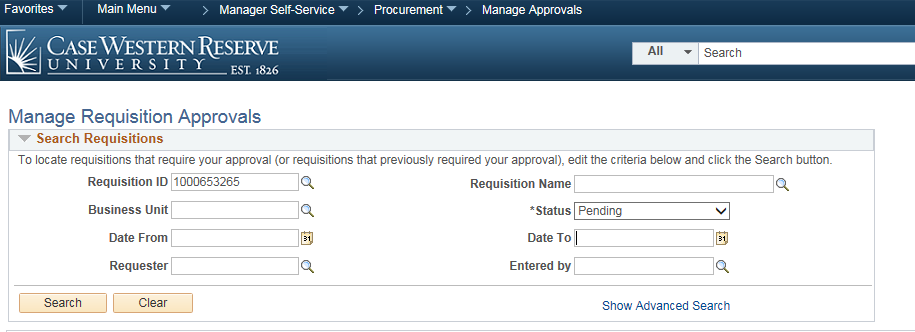 Favorites Main Menu > Manager Self-Service > Procurement > Manage Approvals
CASE WESTERN RESERVE
UNIVERSITY EST. 1826
All Search
Manage Requisition Approvals
Search Requisitions
To locate requisitions that require your approval (or requisitions that previously required your approval), edit the criteria below and click the Search button.
Requisition ID 1000653265 Requisition Name
Business Unit *Status Pending
Date From 31 Date To 31
Requester Entered by
Search Clear Show Advanced Search